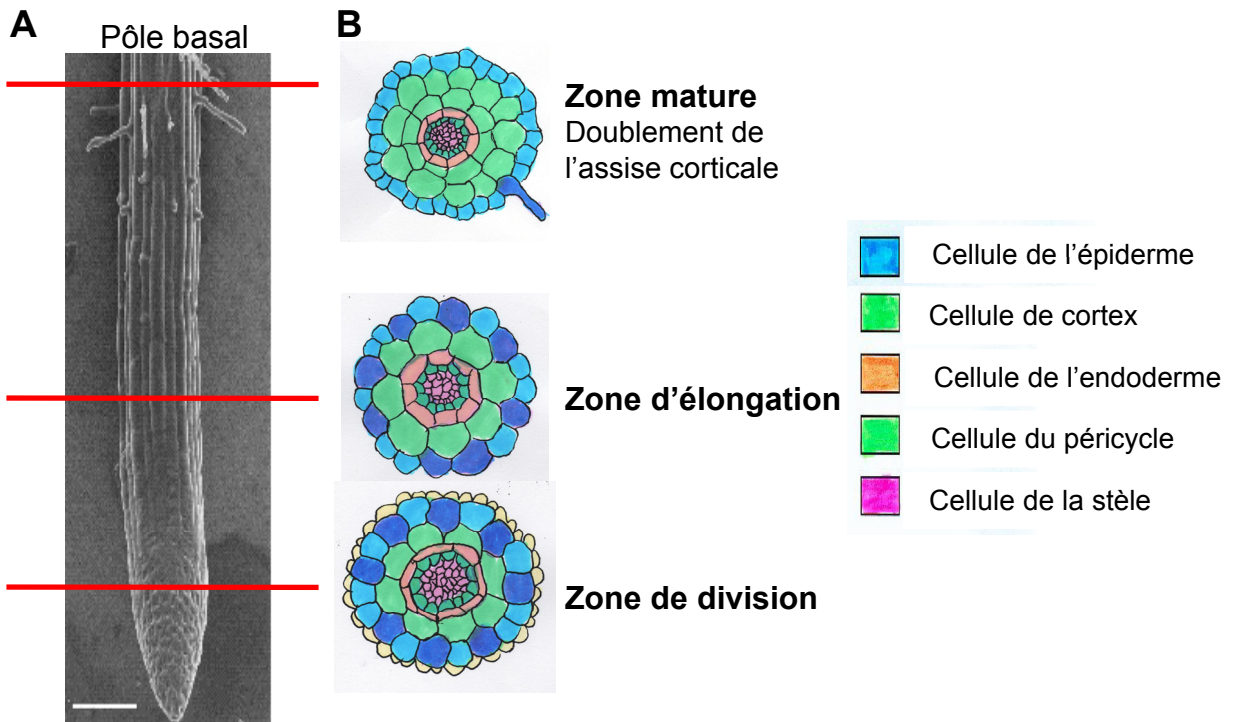 A
Pôle basal
B
Zone mature
Doublement de
l’assise corticale
Zone d’élongation
Zone de division
Cellule de l’épiderme
Cellule de cortex
Cellule de l’endoderme
Cellule du péricycle
Cellule de la stèle